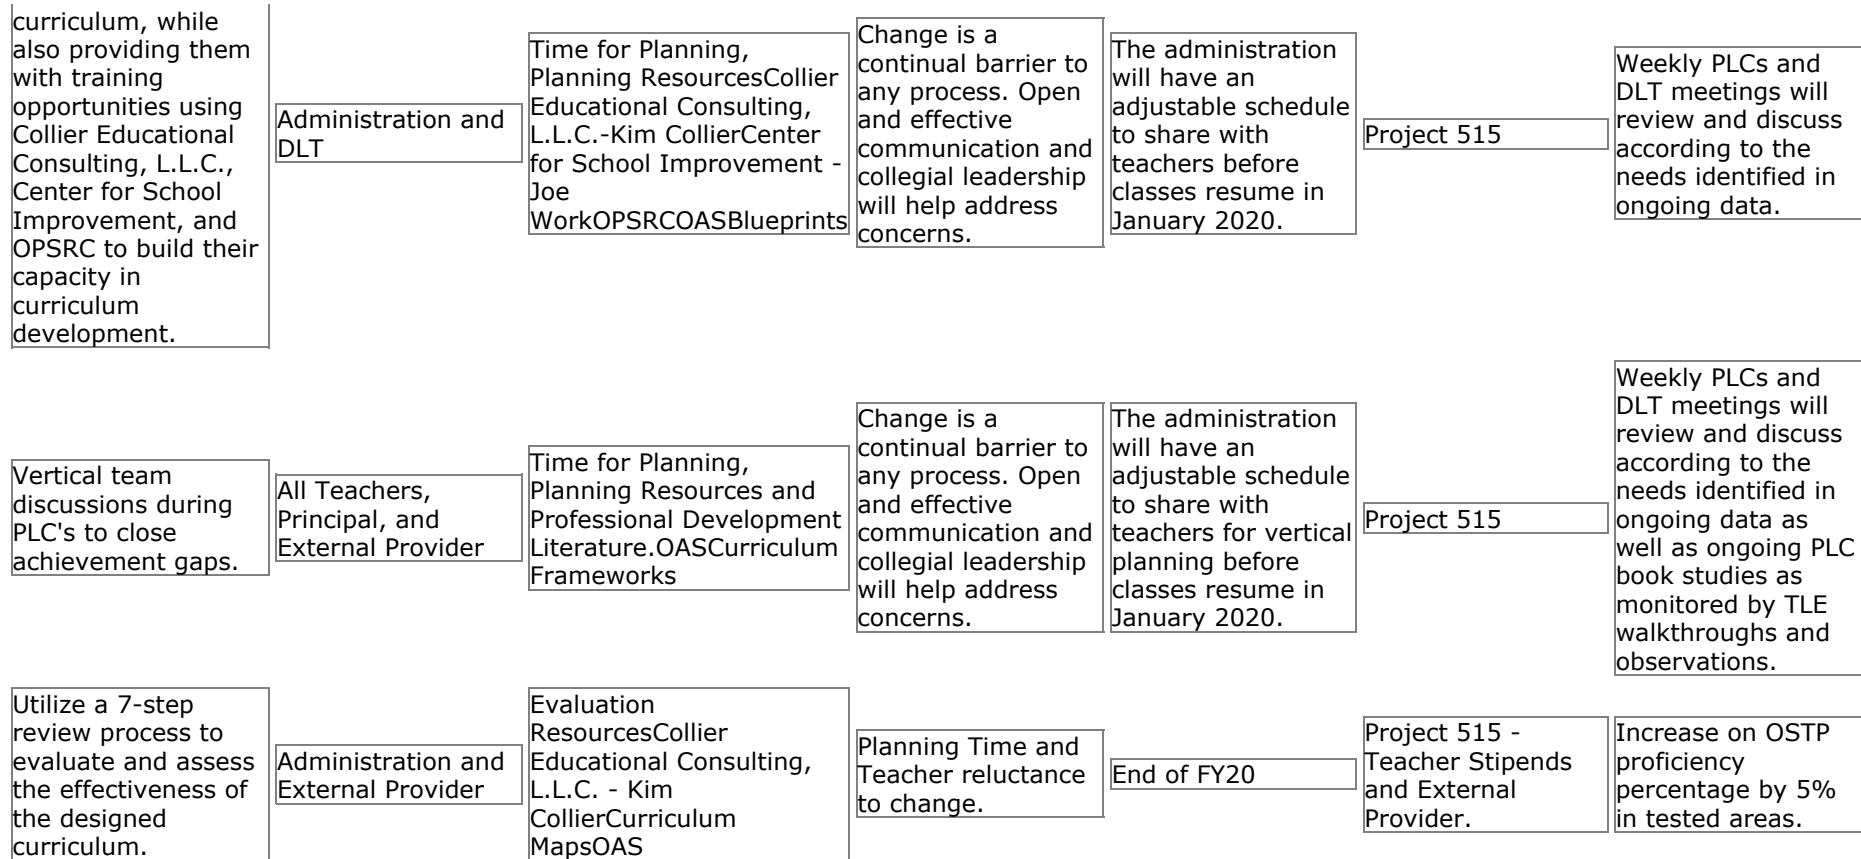 curriculum, while
also providing them
with training
opportunities using
Collier Educational
Consulting, L.L.C.,
Center for School
Improvement, and
OPSRC to build their
capacity in
curriculum
development.
Administration and
DLT
Time for Planning,
Planning ResourcesCollier
Educational Consulting,
L.L.C.-Kim CollierCenter
for School Improvement -
Joe
WorkOPSRCOASBlueprints
Change is a
continual barrier to
any process. Open
and effective
communication and
collegial leadership
will help address
concerns.
The administration
will have an
adjustable schedule
to share with
teachers before
classes resume in
January 2020.
Project 515
Weekly PLCs and
DLT meetings will
review and discuss
according to the
needs identified in
ongoing data.
Vertical team
discussions during
PLC's to close
achievement gaps.
All Teachers,
Principal, and
External Provider
Time for Planning,
Planning Resources and
Professional Development
Literature.OASCurriculum
Frameworks
Change is a
continual barrier to
any process. Open
and effective
communication and
collegial leadership
will help address
concerns.
The administration
will have an
adjustable schedule
to share with
teachers for vertical
planning before
classes resume in
January 2020.
Project 515
Weekly PLCs and
DLT meetings will
review and discuss
according to the
needs identified in
ongoing data as
well as ongoing PLC
book studies as
monitored by TLE
walkthroughs and
observations.
Utilize a 7-step
review process to
evaluate and assess
the effectiveness of
the designed
curriculum.
Administration and
External Provider
Evaluation
ResourcesCollier
Educational Consulting,
L.L.C. - Kim
CollierCurriculum
MapsOAS
Planning Time and
Teacher reluctance
to change.
End of FY20
Project 515 -
Teacher Stipends
and External
Provider.
Increase on OSTP
proficiency
percentage by 5%
in tested areas.